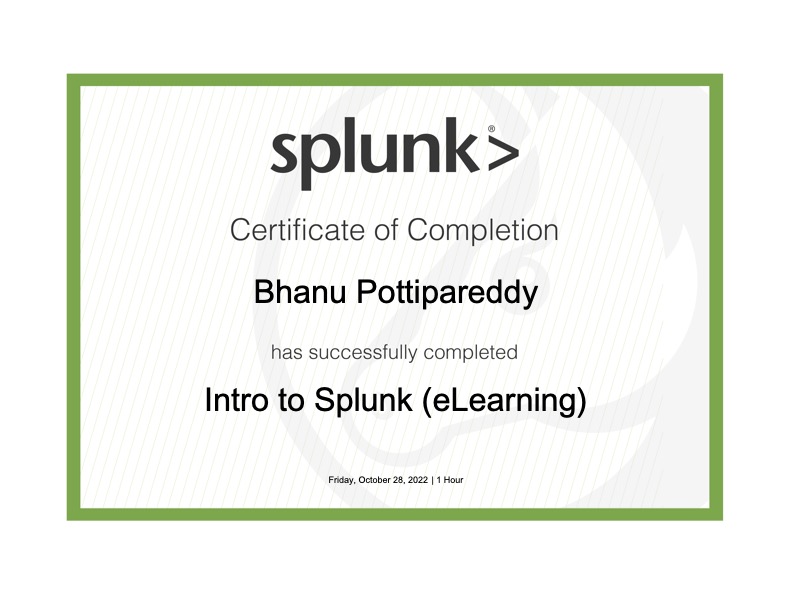 splunk>®
Certificate of Completion
Bhanu Pottipareddy
has successfully completed
Intro to Splunk (eLearning)
Friday, October 28, 2022 | 1 Hour